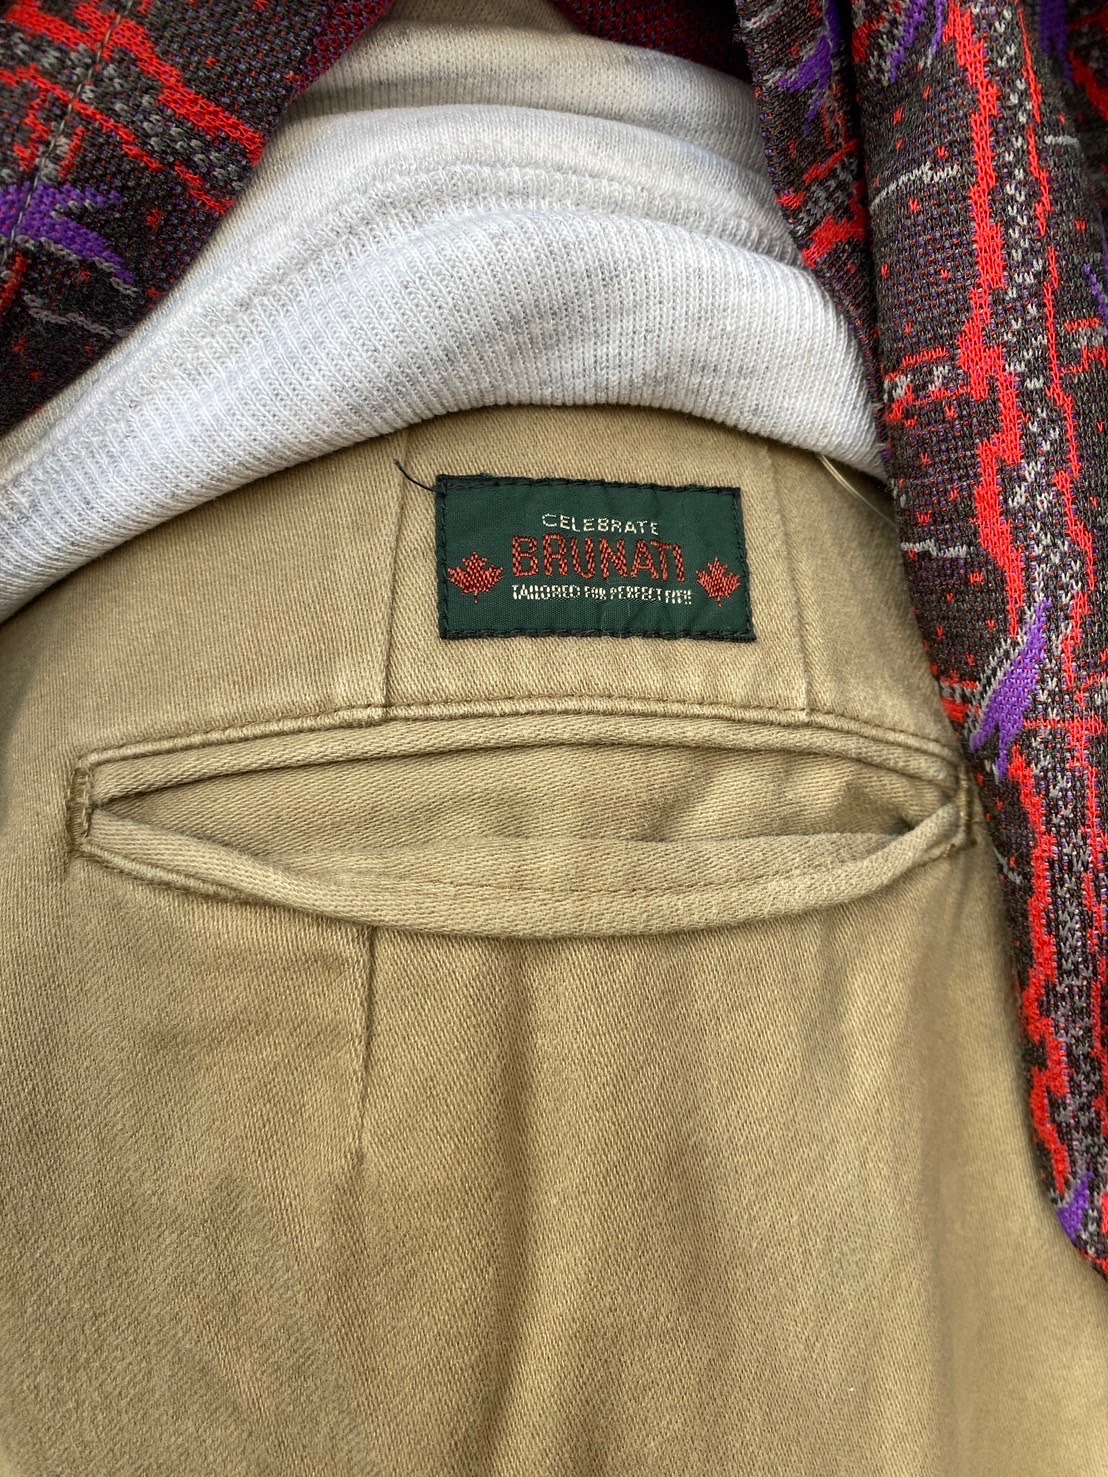 CELEBRATE
BRUNATI
TAILORED FOR PERFECT FIT!!